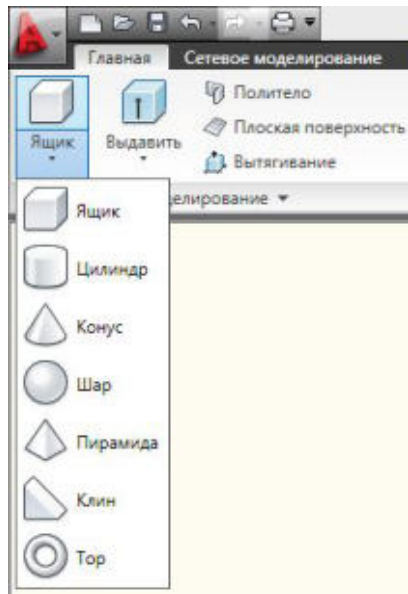 Главная Сетевое моделирование
Политело
Плоская поверхность
Ящик Выдавить
Вытягивание
елирование
Ящик
Цилиндр
Конус
Шар
Пирамида
Клин
Тор